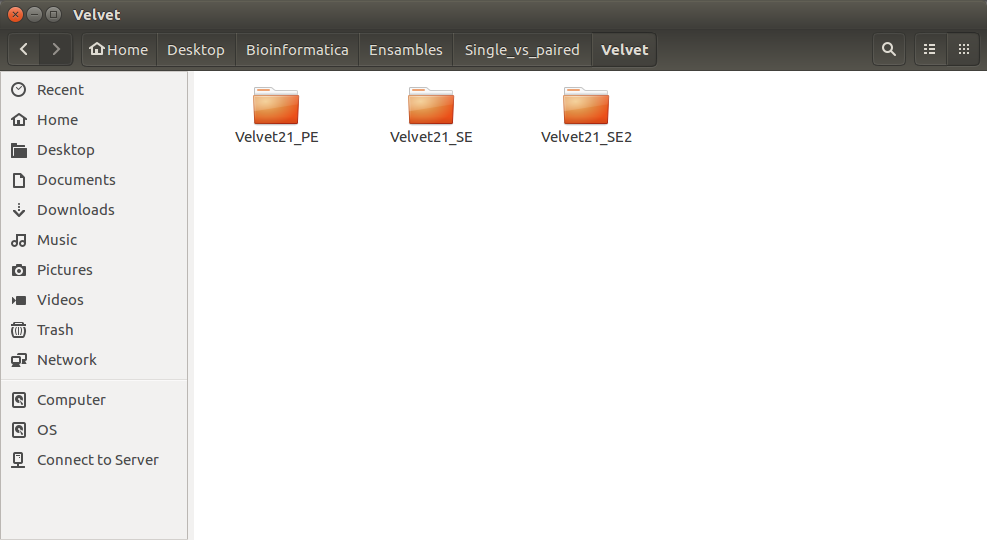 Velvet
Home Desktop Bioinformatica Ensambles Single_vs_paired Velvet
Recent
Home
Desktop
Documents
Downloads
Music
Pictures
Videos
Trash
Network
Computer
OS
Connect to Server
Velvet21_PE Velvet21_SE Velvet21_SE2